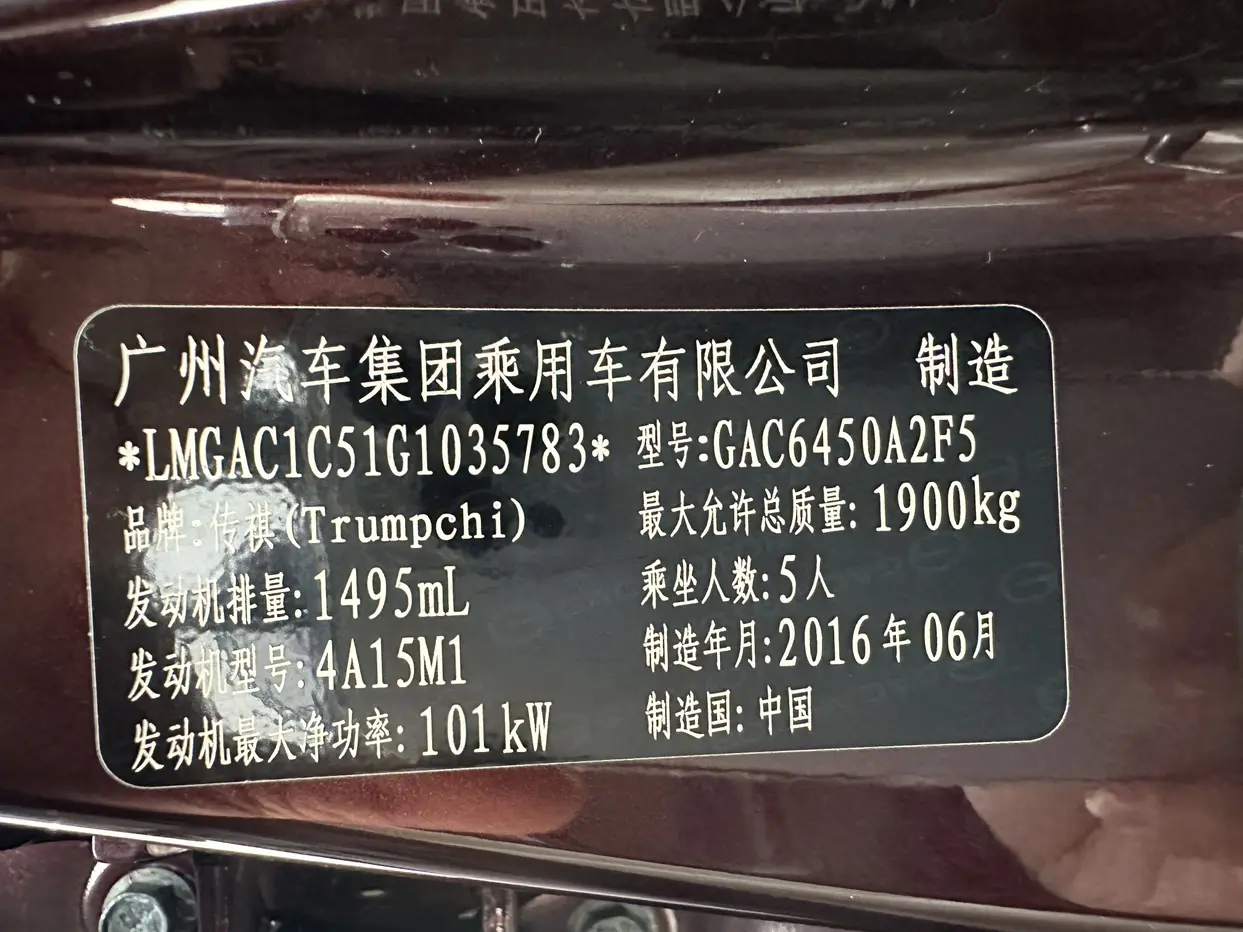 广州汽车集团乘用车有限公司 制造
*LMGAC1C51G1035783* 型号:GAC6450A2F5
品牌:传祺(Trumpchi) 最大允许总质量:1900kg
发动机排量:1495mL 乘坐人数:5人
发动机型号:4A15M1 制造年月:2016年06月
发动机最大净功率:101kW 制造国:中国